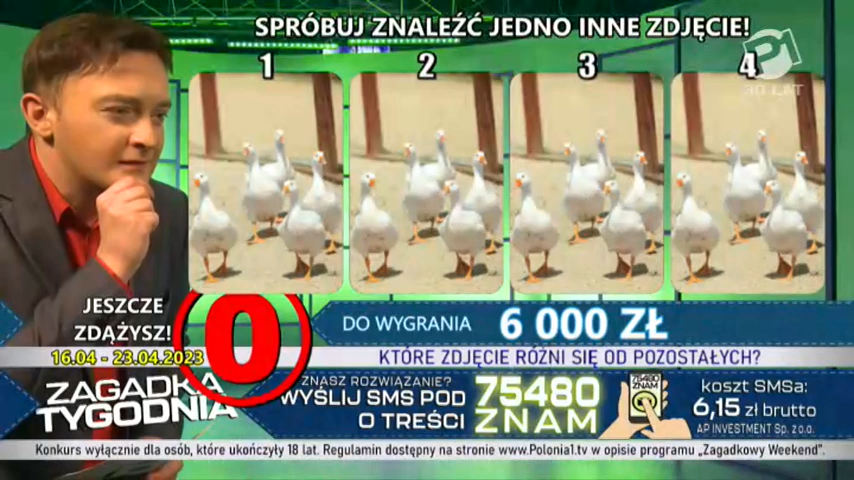 SPRÓBUJ ZNALEŹĆ JEDNO INNE ZDJĘCIE!
1 2 3 4
P1
30 LAT
JESZCZE
ZDĄŻYSZ!
16.04 - 23.04.2023
0
DO WYGRANIA 6 000 ZŁ
KTÓRE ZDJĘCIE RÓŻNI SIĘ OD POZOSTAŁYCH?
ZAGADKA
TYGODNIA
ZNASZ ROZWIĄZANIE?
WYŚLIJ SMS POD
O TREŚCI
75480
ZNAM
75480
ZNAM
koszt SMSa:
6,15 zł brutto
AP INVESTMENT Sp. z o.o.
Konkurs wyłącznie dla osób, które ukończyły 18 lat. Regulamin dostępny na stronie www.Polonia1.tv w opisie programu „Zagadkowy Weekend".